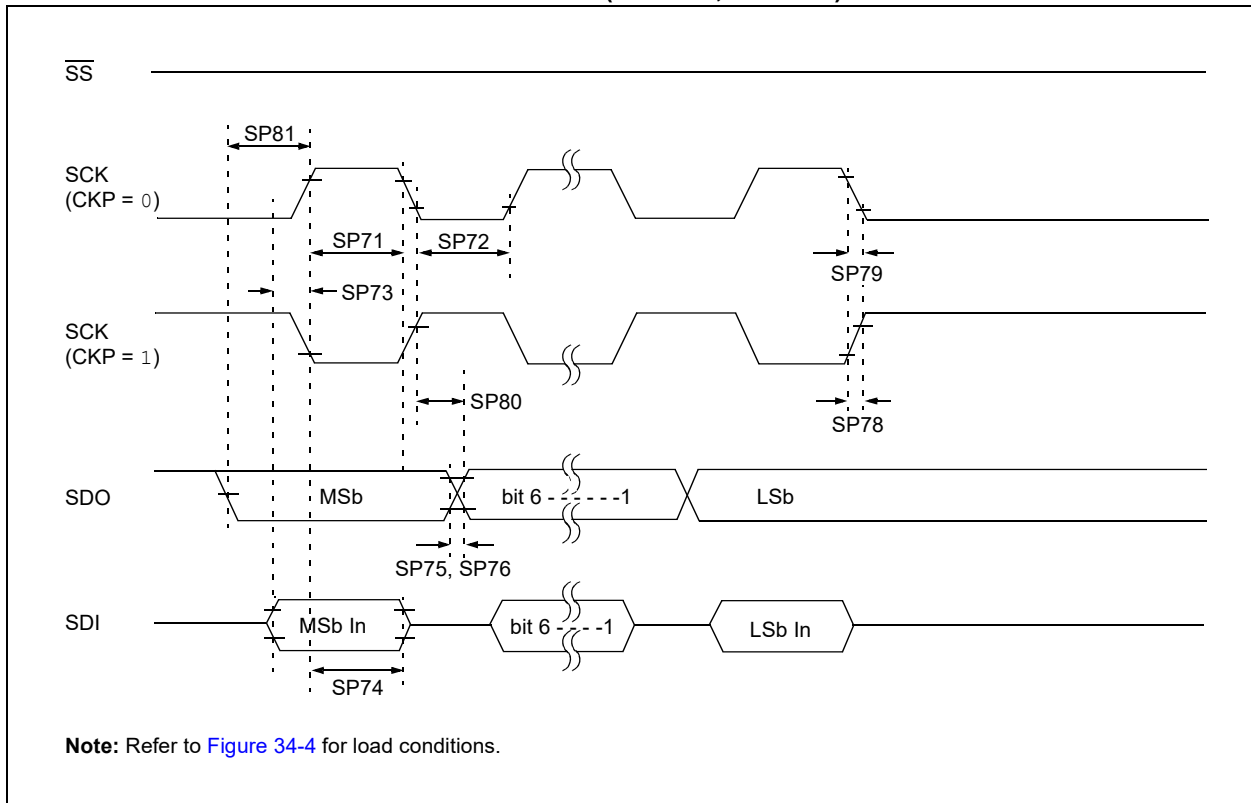 SS
SP81
SCK
(CKP = 0)
SP71
SP72
SP79
SP73
SCK
(CKP = 1)
SP80
SP78
SDO
MSb
bit 6 - - - - - -1
LSb
SP75, SP76
SDI
MSb In
bit 6 - - - -1
LSb In
SP74
Note: Refer to Figure 34-4 for load conditions.